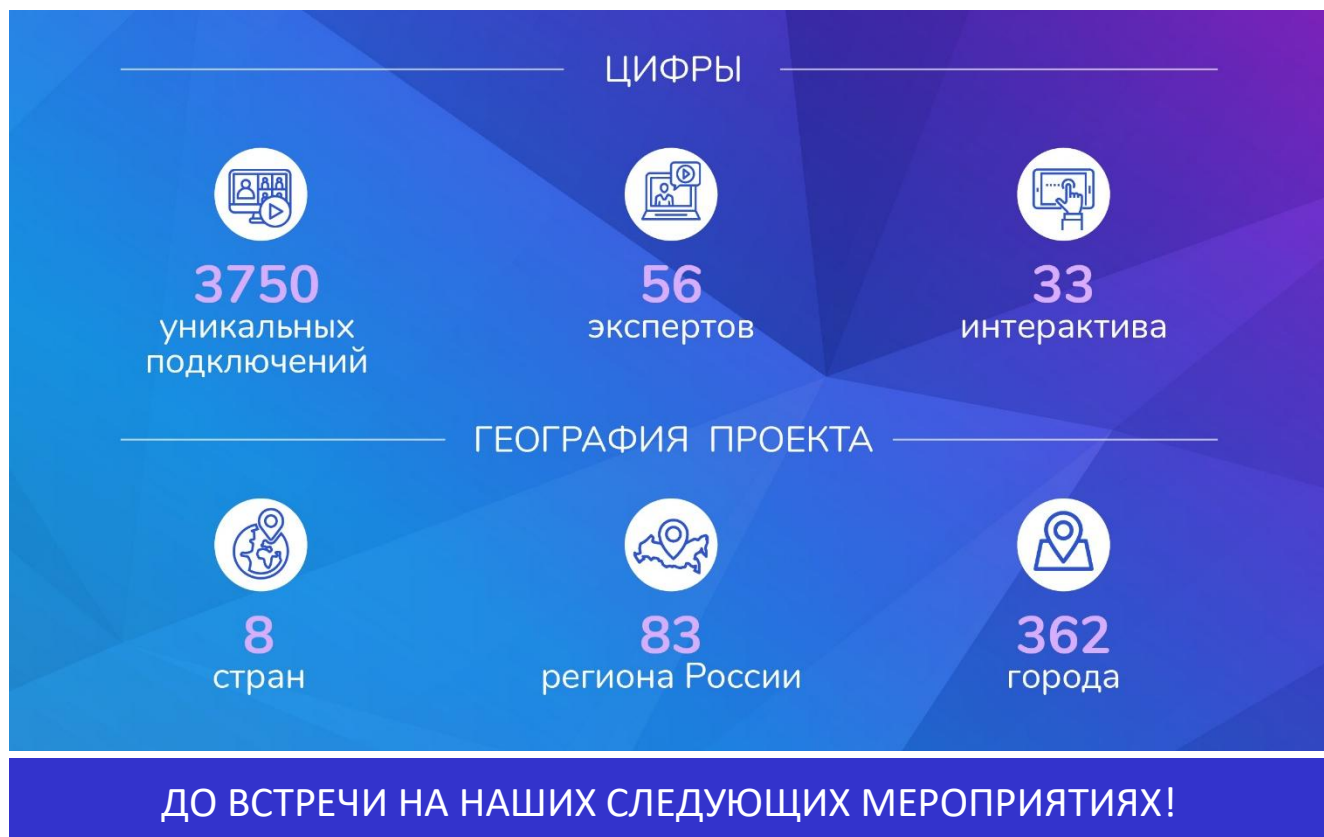 ЦИФРЫ
3750
уникальных
подключений
56
экспертов
33
интерактива
ГЕОГРАФИЯ ПРОЕКТА
8
стран
83
региона России
362
города
ДО ВСТРЕЧИ НА НАШИХ СЛЕДУЮЩИХ МЕРОПРИЯТИЯХ!